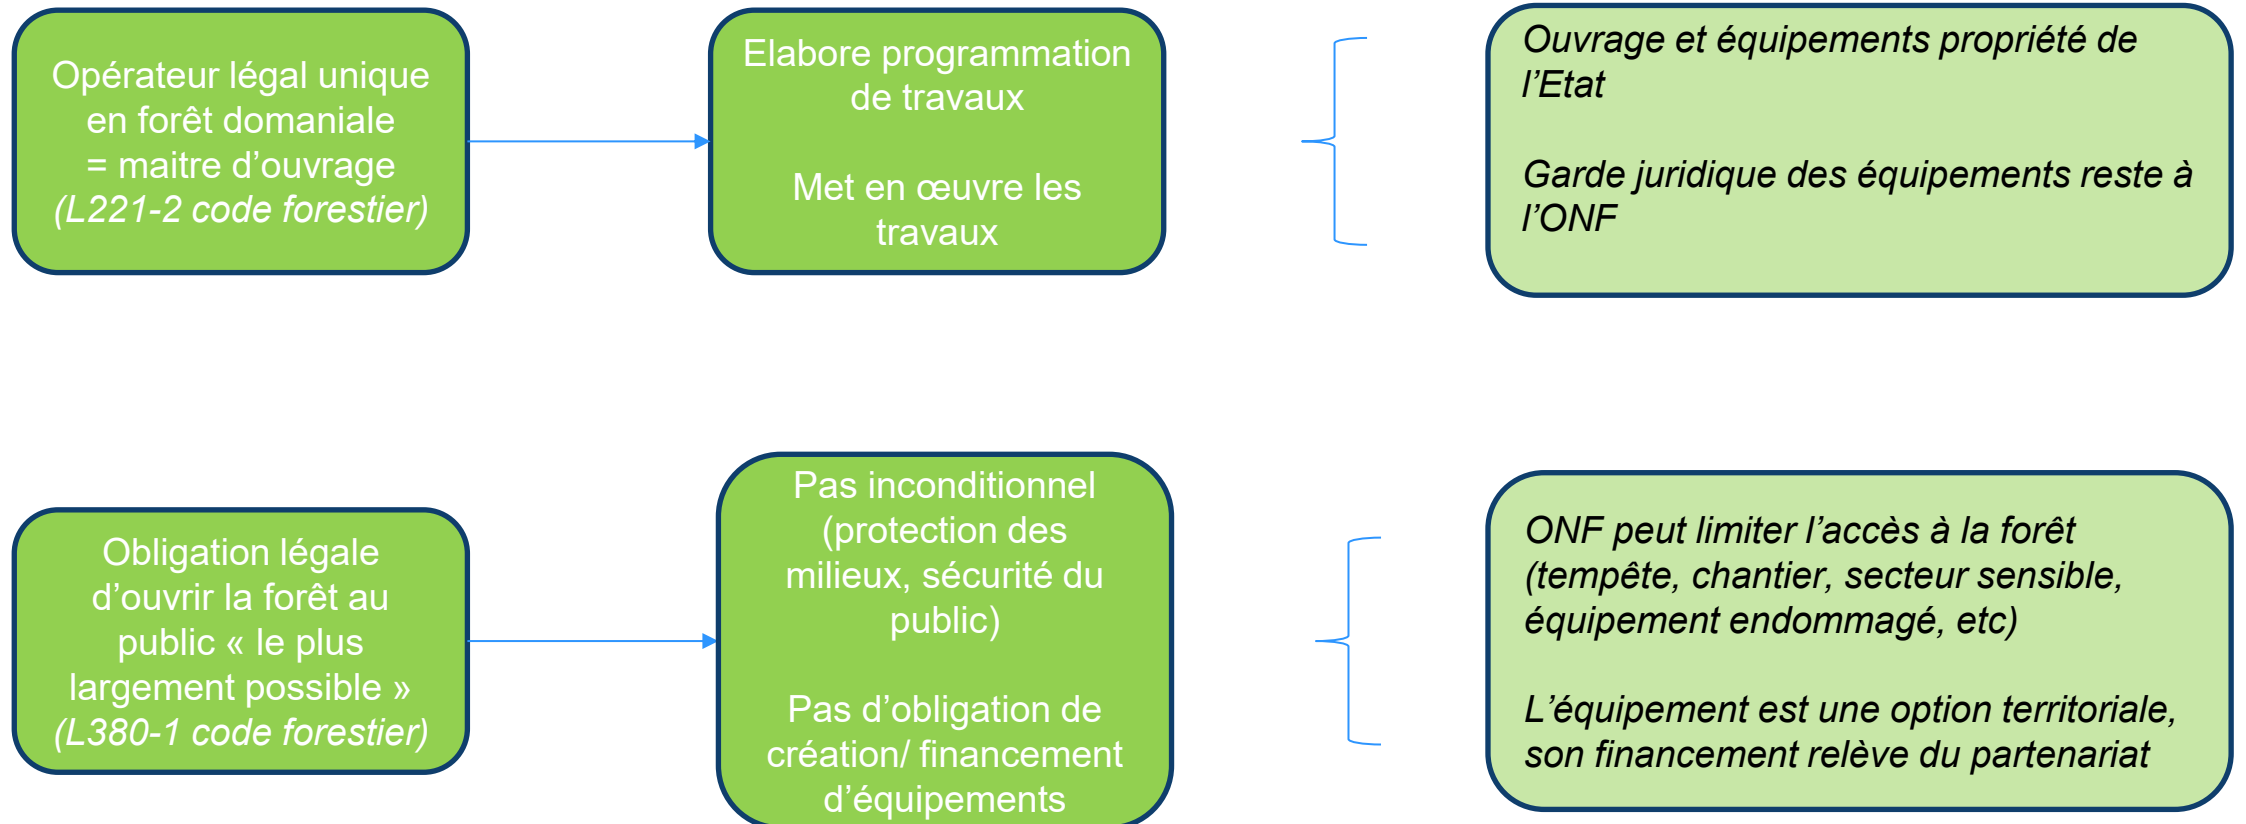 Opérateur légal unique
en forêt domaniale
= maitre d’ouvrage
(L221-2 code forestier)
Elabore programmation
de travaux
Met en œuvre les
travaux
Ouvrage et équipements propriété de
l’Etat
Garde juridique des équipements reste à
l’ONF
Obligation légale
d’ouvrir la forêt au
public « le plus
largement possible »
(L380-1 code forestier)
Pas inconditionnel
(protection des
milieux, sécurité du
public)
Pas d’obligation de
création/ financement
d’équipements
ONF peut limiter l’accès à la forêt
(tempête, chantier, secteur sensible,
équipement endommagé, etc)
L’équipement est une option territoriale,
son financement relève du partenariat